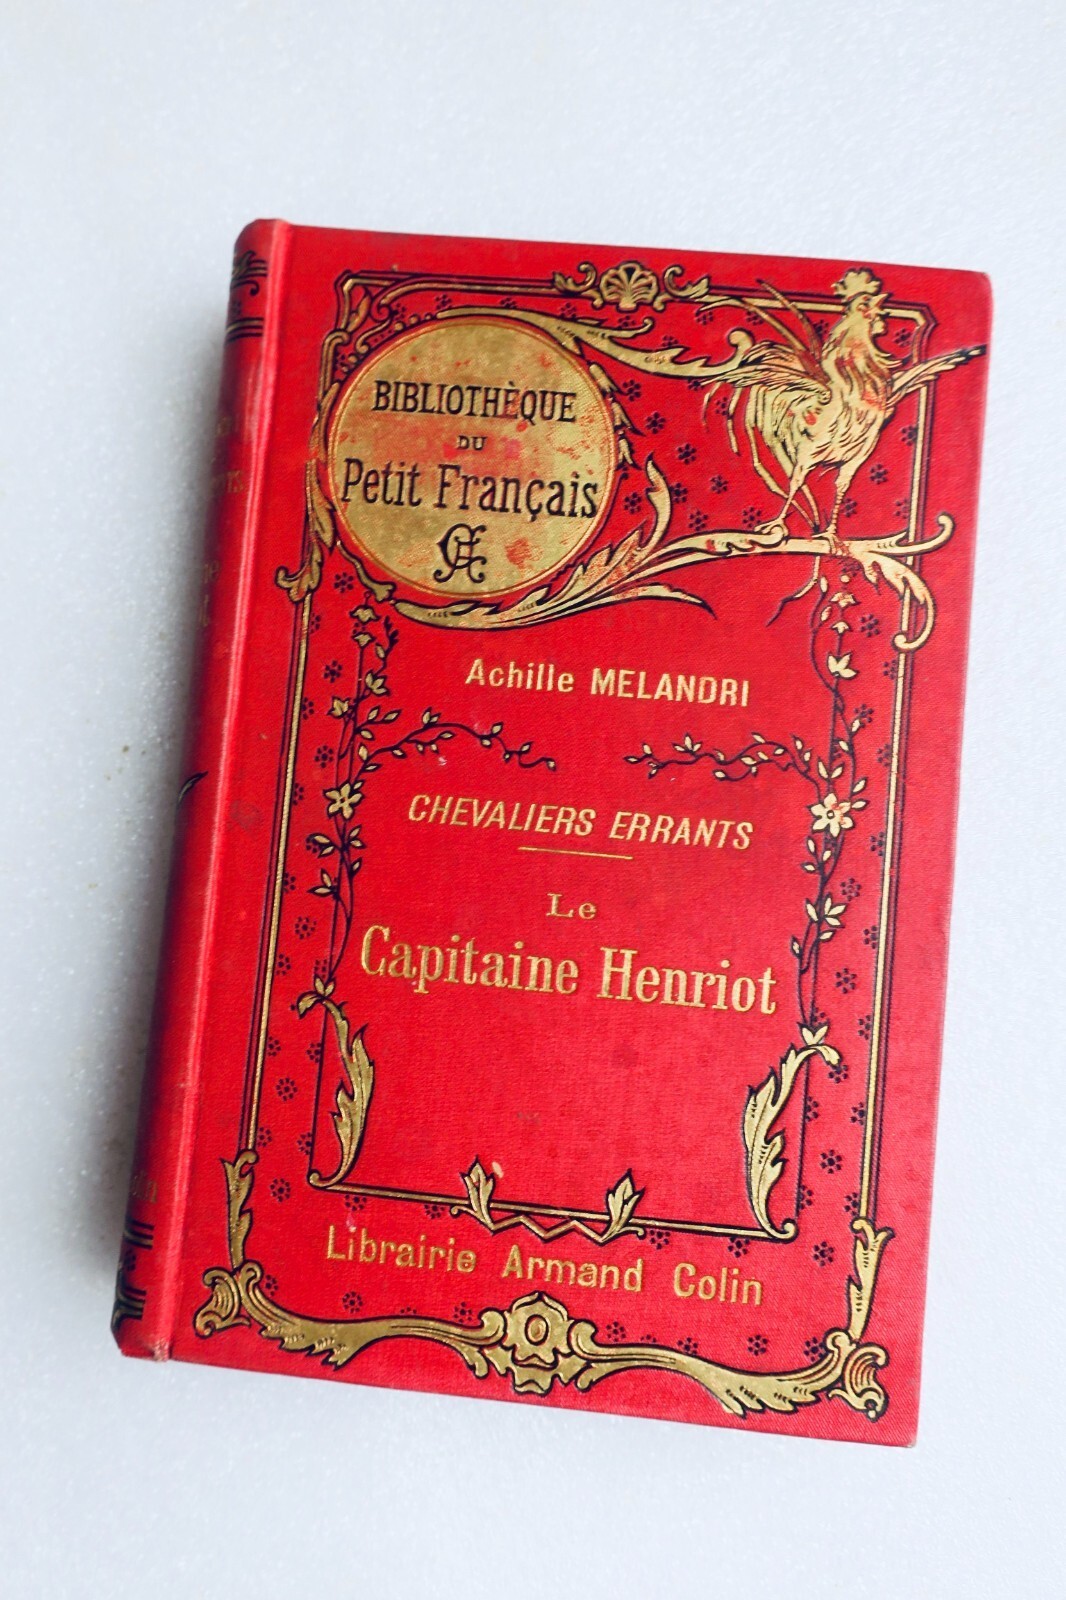 BIBLIOTHÈQUE
DU
Petit Français
Achille MELANDRI
CHEVALIERS ERRANTS
Le
Capitaine Henriot
Librairie Armand Colin